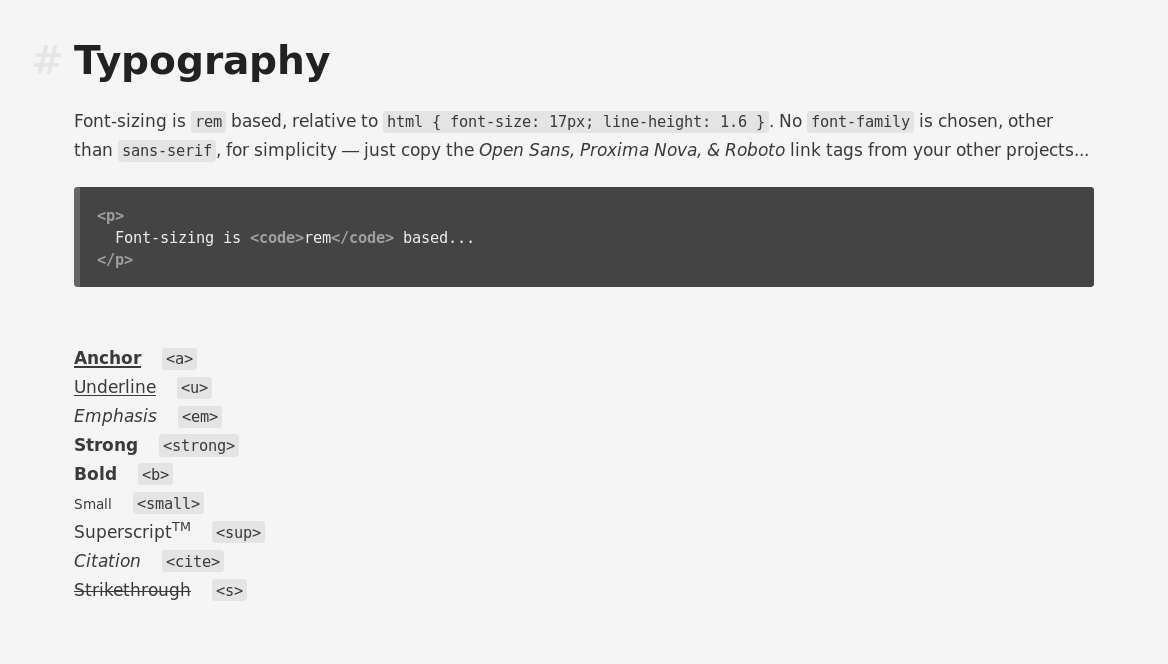 # Typography
Font-sizing is rem based, relative to html { font-size: 17px; line-height: 1.6 }. No font-family is chosen, other
than sans-serif, for simplicity — just copy the Open Sans, Proxima Nova, & Roboto link tags from your other projects...
<p>
  Font-sizing is <code>rem</code> based...
</p>
Anchor <a>
Underline <u>
Emphasis <em>
Strong <strong>
Bold <b>
Small <small>
SuperscriptTM <sup>
Citation <cite>
Strikethrough <s>